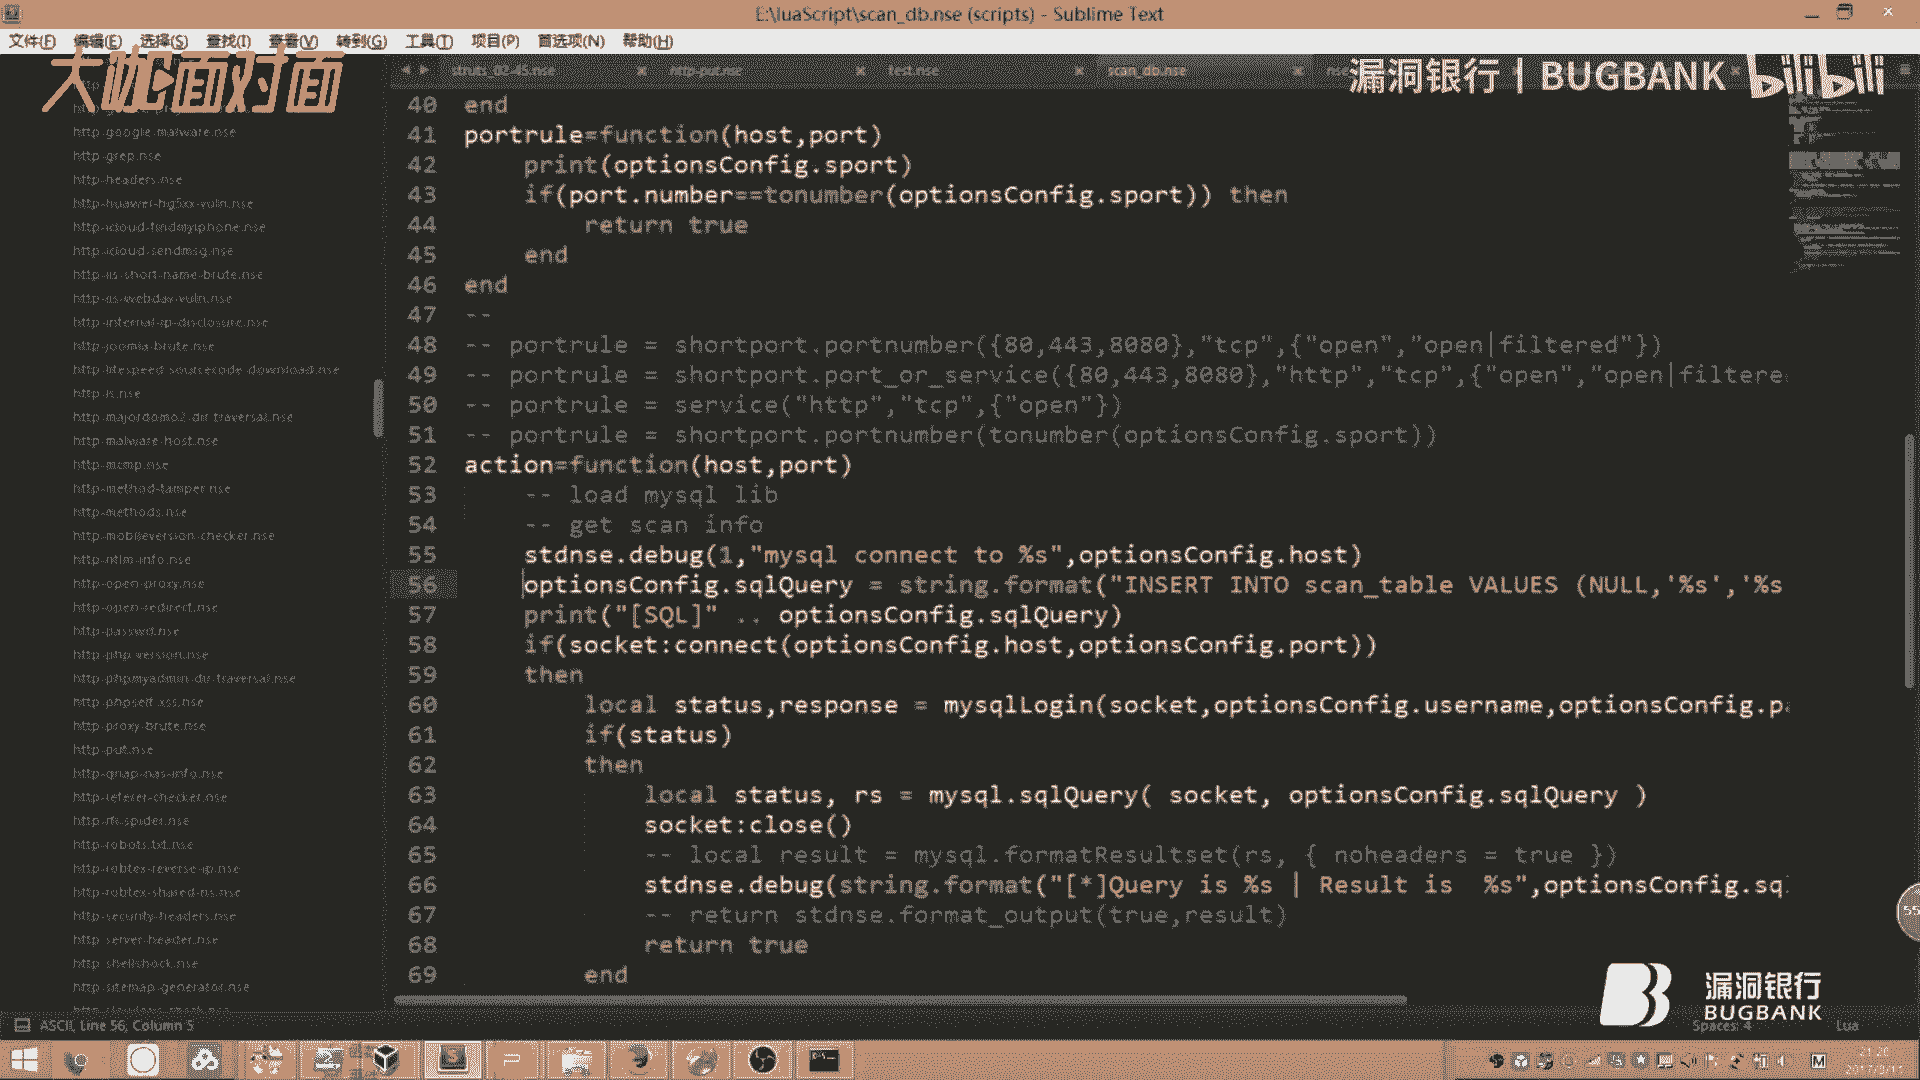 E:\luaScript\scan_db.nse (scripts) - Sublime Text
文件(F) 编辑(E) 选择(S) 查找(I) 查看(V) 转到(G) 工具(T) 项目(P) 首选项(N) 帮助(H)
大咖面对面
漏洞银行 | BUGBANK bilibili
struts_02-45.nse http-put.nse test.nse scan_db.nse
http-google-malware.nse
http-grep.nse
http-headers.nse
http-huawei-hg5xx-vuln.nse
http-icloud-findmyiphone.nse
http-icloud-sendmsg.nse
http-iis-short-name-brute.nse
http-iis-webdav-vuln.nse
http-internal-ip-disclosure.nse
http-joomla-brute.nse
http-litespeed-sourcecode-download.nse
http-ls.nse
http-majordomo2-dir-traversal.nse
http-malware-host.nse
http-mcmp.nse
http-method-tamper.nse
http-methods.nse
http-mobileversion-checker.nse
http-ntlm-info.nse
http-open-proxy.nse
http-open-redirect.nse
http-passwd.nse
http-php-version.nse
http-phpmyadmin-dir-traversal.nse
http-phpself-xss.nse
http-proxy-brute.nse
http-put.nse
http-qnap-nas-info.nse
http-referer-checker.nse
http-rfi-spider.nse
http-robots.txt.nse
http-robtex-reverse-ip.nse
http-robtex-shared-ns.nse
http-security-headers.nse
http-server-header.nse
http-shellshock.nse
http-sitemap-generator.nse
40 end
41 portrule=function(host,port)
42 print(optionsConfig.sport)
43 if(port.number==tonumber(optionsConfig.sport)) then
44 return true
45 end
46 end
47 --
48 -- portrule = shortport.portnumber({80,443,8080},"tcp",{"open","open|filtered"})
49 -- portrule = shortport.port_or_service({80,443,8080},"http","tcp",{"open","open|filtere
50 -- portrule = service("http","tcp",{"open"})
51 -- portrule = shortport.portnumber(tonumber(optionsConfig.sport))
52 action=function(host,port)
53 -- load mysql lib
54 -- get scan info
55 stdnse.debug(1,"mysql connect to %s",optionsConfig.host)
56 optionsConfig.sqlQuery = string.format("INSERT INTO scan_table VALUES (NULL,'%s','%s
57 print("[SQL]" .. optionsConfig.sqlQuery)
58 if(socket:connect(optionsConfig.host,optionsConfig.port))
59 then
60 local status,response = mysqlLogin(socket,optionsConfig.username,optionsConfig.pa
61 if(status)
62 then
63 local status, rs = mysql.sqlQuery( socket, optionsConfig.sqlQuery )
64 socket:close()
65 -- local result = mysql.formatResultset(rs, { noheaders = true })
66 stdnse.debug(string.format("[*]Query is %s | Result is  %s",optionsConfig.sq
67 -- return stdnse.format_output(true,result)
68 return true
69 end
55
漏洞银行
BUGBANK
ASCII, Line 56, Column 5
Spaces: 4 Lua
21:20
2017/9/11